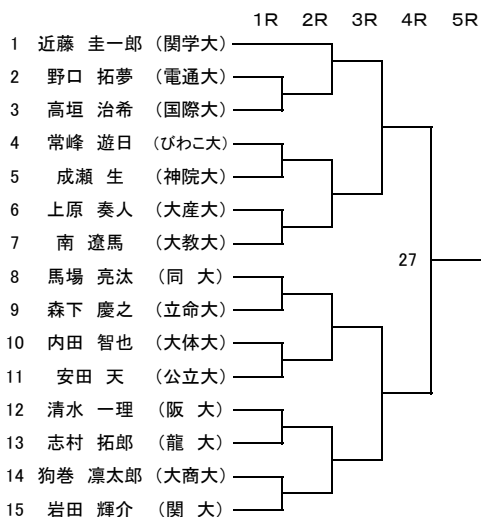 1R 2R 3R 4R 5R
1 近藤 圭一郎 (関学大)
2 野口 拓夢 (電通大)
3 高垣 治希 (国際大)
4 常峰 遊日 (びわこ大)
5 成瀬 生 (神院大)
6 上原 奏人 (大産大)
7 南 遼馬 (大教大)
8 馬場 亮汰 (同 大)
27
9 森下 慶之 (立命大)
10 内田 智也 (大体大)
11 安田 天 (公立大)
12 清水 一理 (阪 大)
13 志村 拓郎 (龍 大)
14 狗巻 凛太郎 (大商大)
15 岩田 輝介 (関 大)